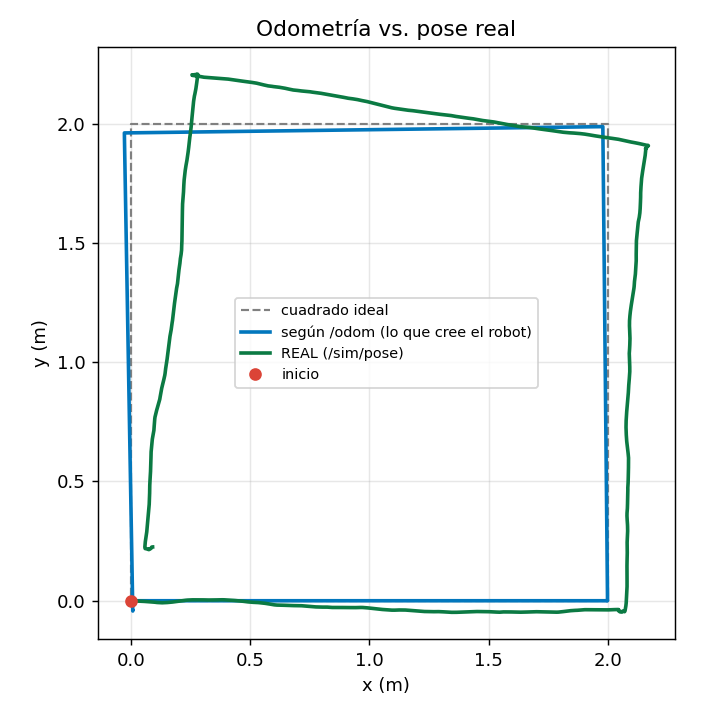 Odometría vs. pose real
y (m)
2.0
1.5
1.0
0.5
0.0
cuadrado ideal
según /odom (lo que cree el robot)
REAL (/sim/pose)
inicio
0.0 0.5 1.0 1.5 2.0
x (m)